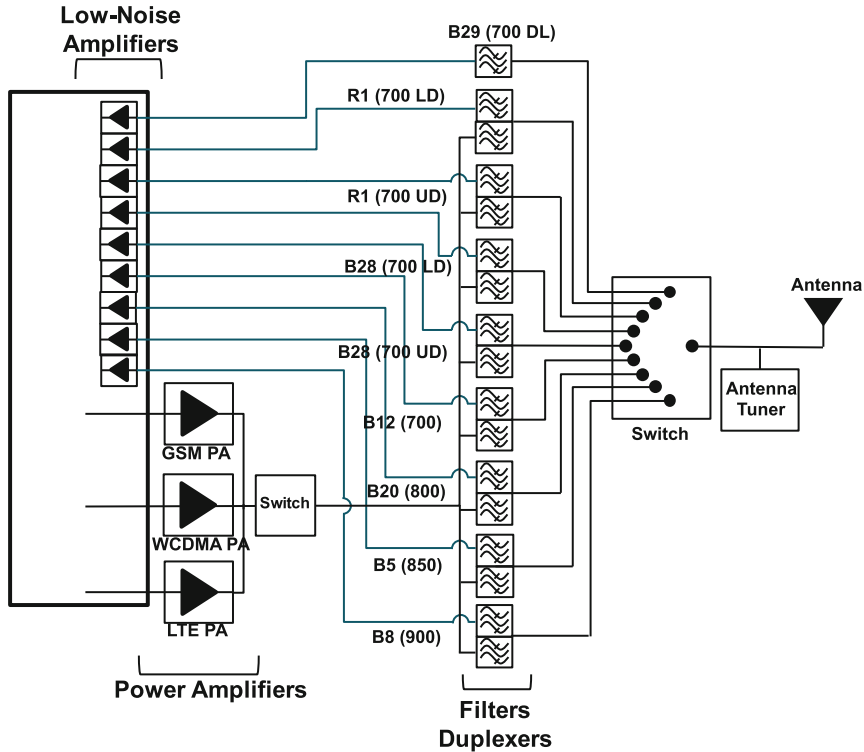 Low-Noise
Amplifiers
B29 (700 DL)
R1 (700 LD)
R1 (700 UD)
B28 (700 LD)
B28 (700 UD)
B12 (700)
B20 (800)
B5 (850)
B8 (900)
GSM PA
WCDMA PA
LTE PA
Switch
Power Amplifiers
Filters
Duplexers
Switch
Antenna
Antenna
Tuner